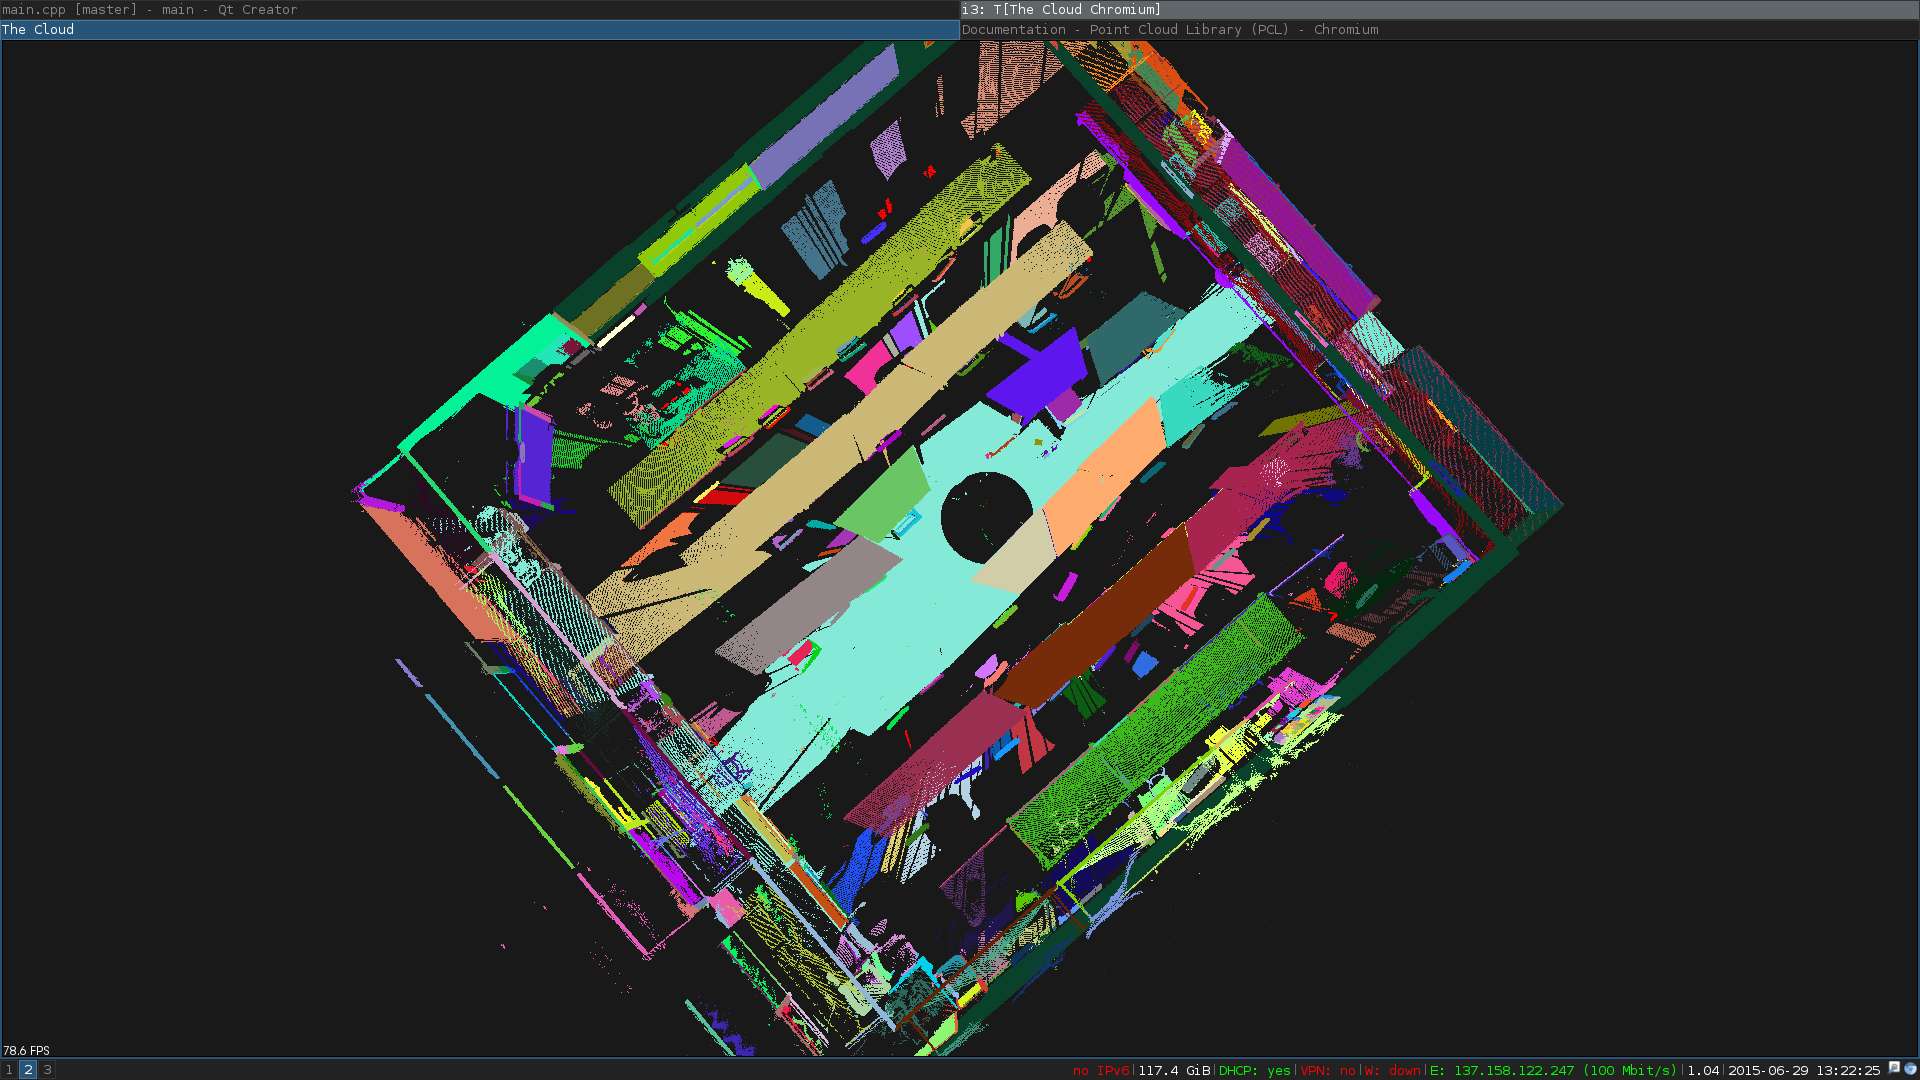 main.cpp [master] - main - Qt Creator
i3: T[The Cloud Chromium]
The Cloud
Documentation - Point Cloud Library (PCL) - Chromium
78.6 FPS
1 2 3
no IPv6|117.4 GiB|DHCP: yes|VPN: no|W: down|E: 137.158.122.247 (100 Mbit/s)|1.04|2015-06-29 13:22:25